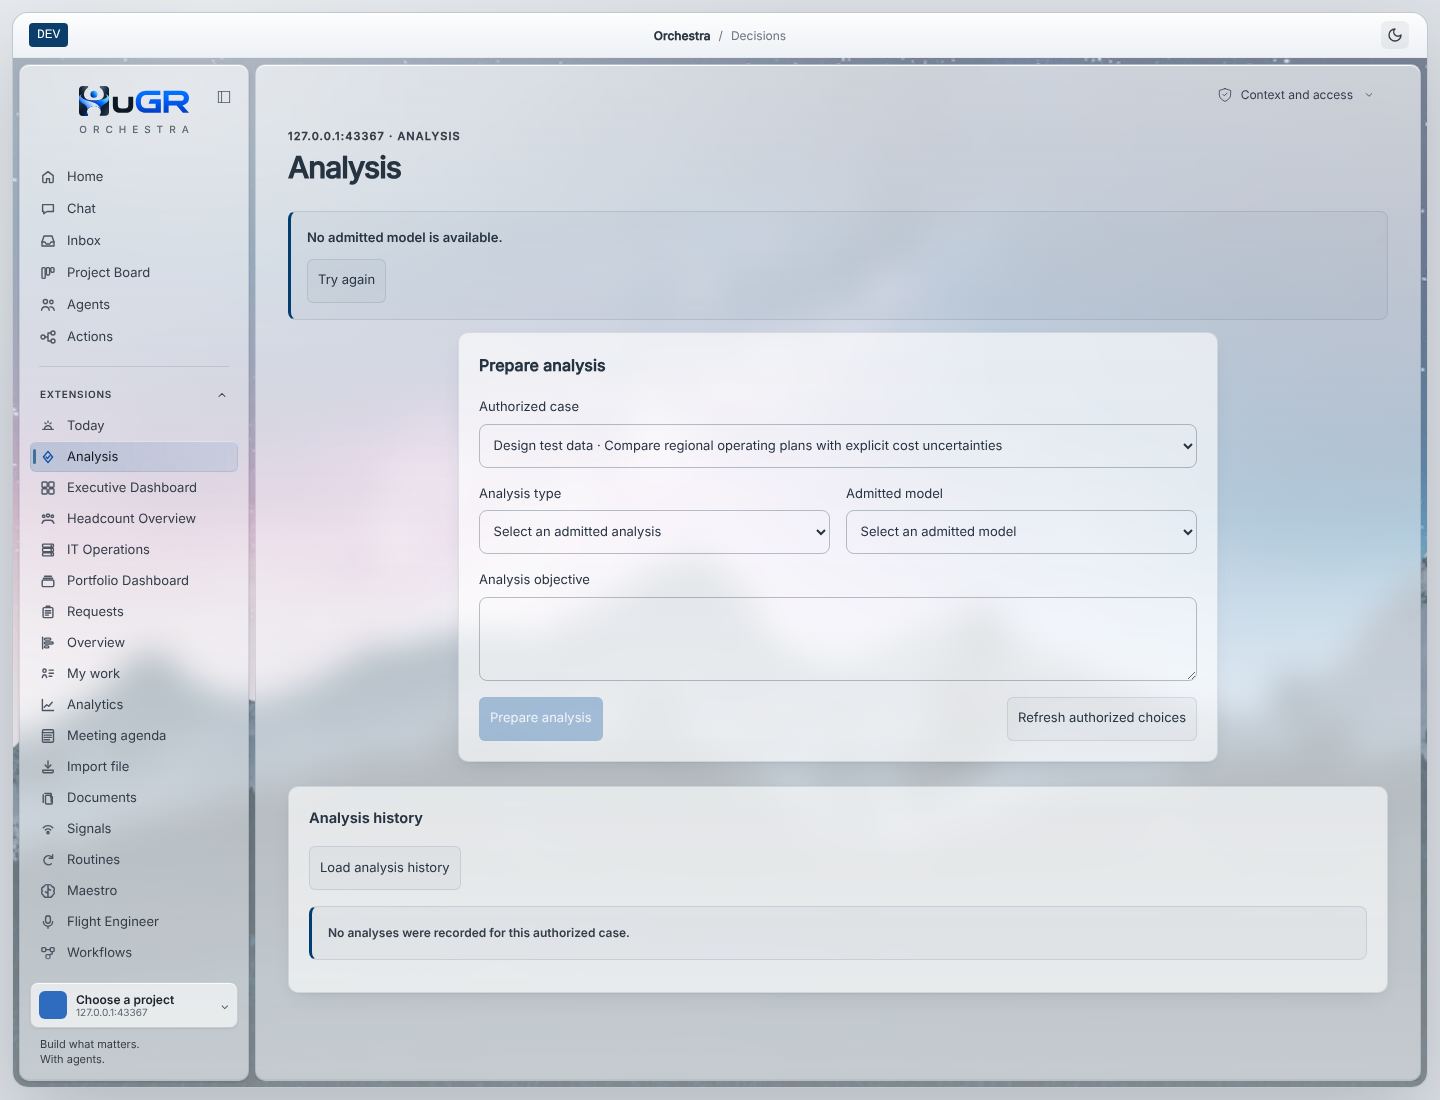 DEV
Orchestra / Decisions
HuGR
ORCHESTRA
Home
Chat
Inbox
Project Board
Agents
Actions
EXTENSIONS
Today
Analysis
Executive Dashboard
Headcount Overview
IT Operations
Portfolio Dashboard
Requests
Overview
My work
Analytics
Meeting agenda
Import file
Documents
Signals
Routines
Maestro
Flight Engineer
Workflows
Choose a project
127.0.0.1:43367
Build what matters.
With agents.
Context and access
127.0.0.1:43367 · ANALYSIS
Analysis
No admitted model is available.
Try again
Prepare analysis
Authorized case
Design test data · Compare regional operating plans with explicit cost uncertainties
Analysis type
Admitted model
Select an admitted analysis
Select an admitted model
Analysis objective
Prepare analysis
Refresh authorized choices
Analysis history
Load analysis history
No analyses were recorded for this authorized case.